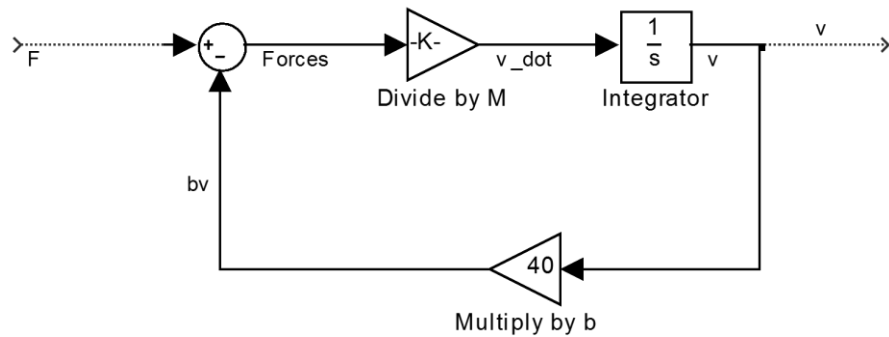 F
+
−
Forces
-K-
Divide by M
v_dot
1
s
Integrator
v
v
bv
40
Multiply by b